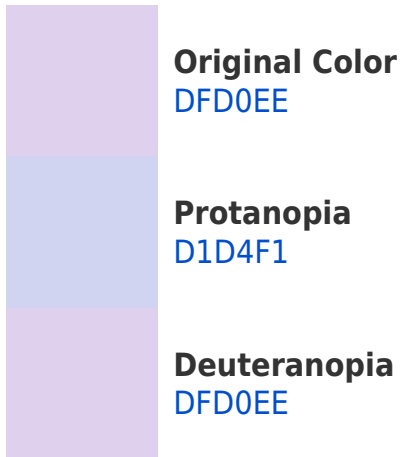 Original Color
DFD0EE
Protanopia
D1D4F1
Deuteranopia
DFD0EE